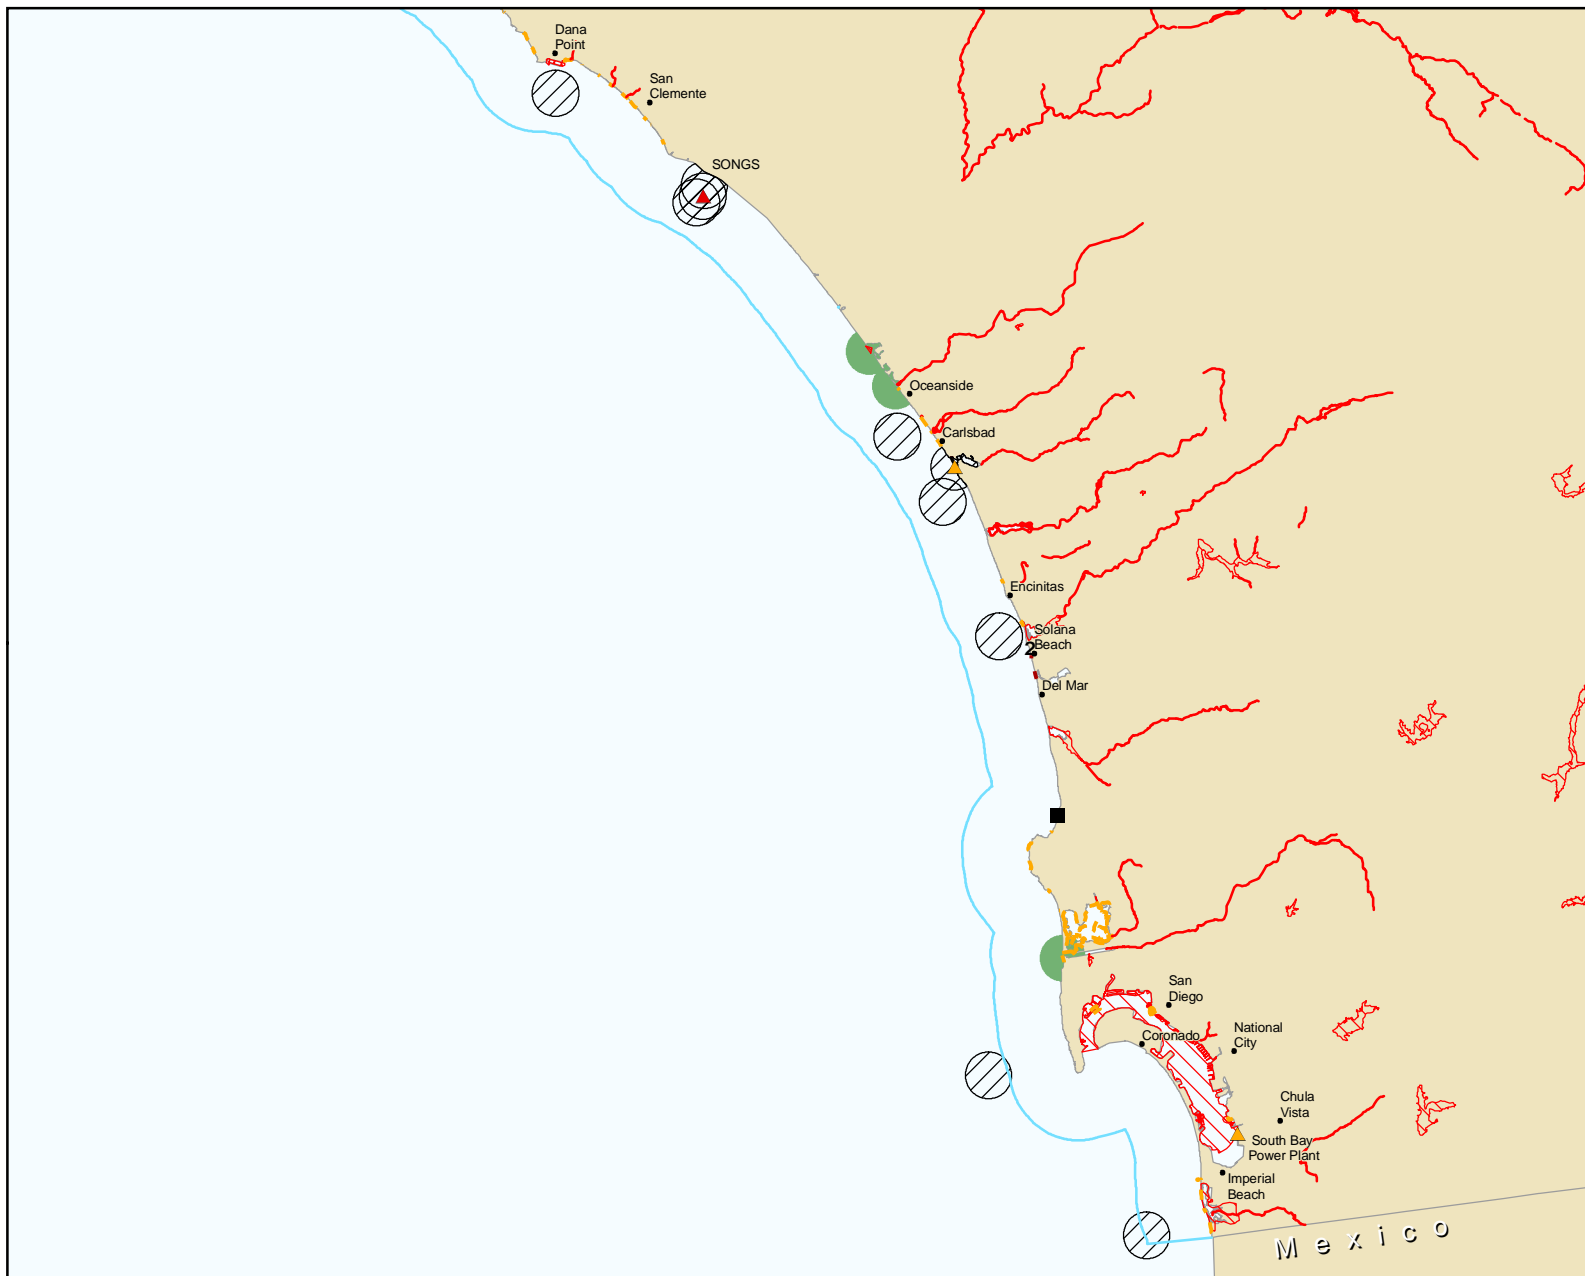 Dana
Point
San
Clemente
SONGS
Oceanside
Carlsbad
Encinitas
Solana
2 Beach
Del Mar
San
Diego
Coronado
National
City
Chula
Vista
South Bay
Power Plant
Imperial
Beach
Mexico